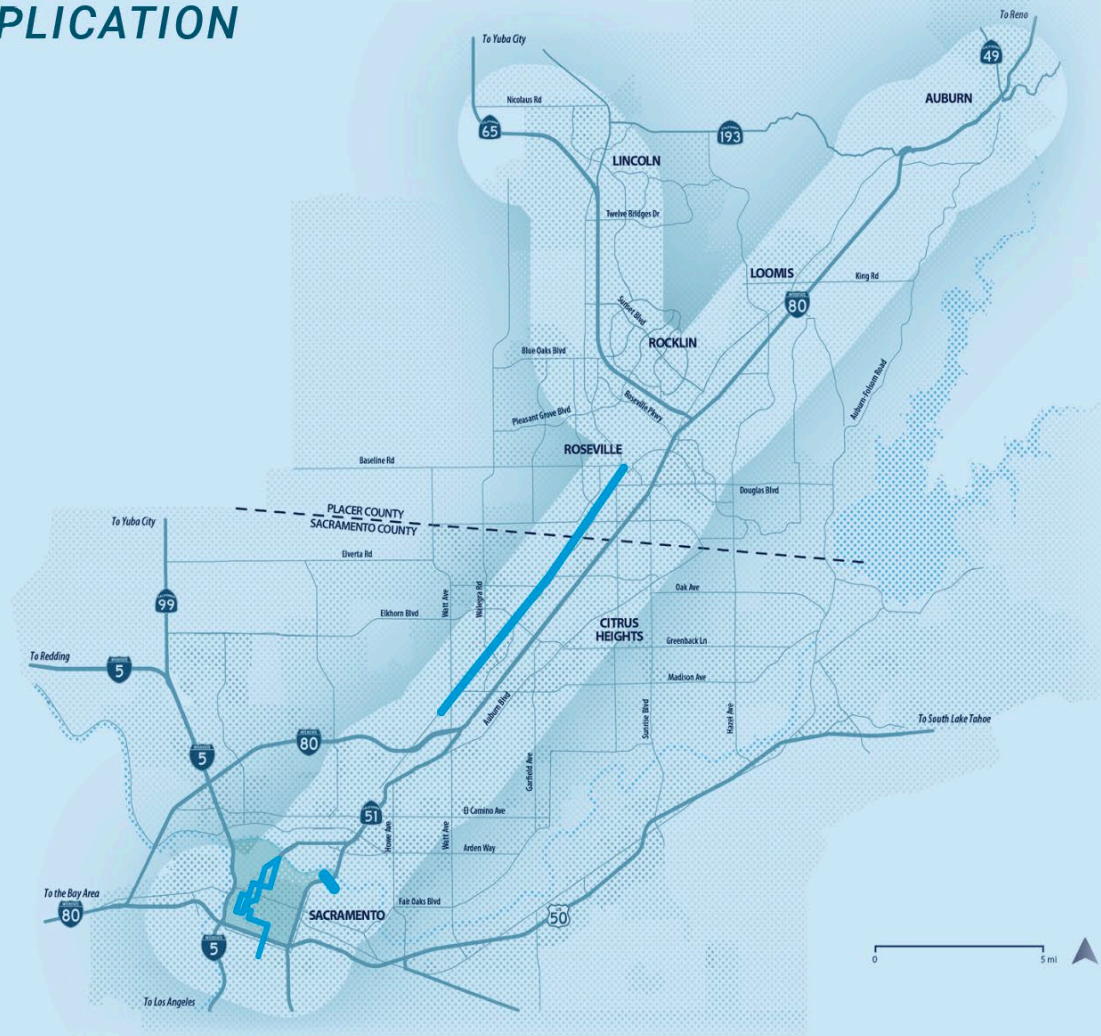 PLICATION
To Reno
To Yuba City
49
Nicolaus Rd
AUBURN
65
193
LINCOLN
Twelve Bridges Dr
LOOMIS
King Rd
80
Sunset Blvd
ROCKLIN
Blue Oaks Blvd
Auburn-Folsom Road
Roseville Pkwy
Pleasant Grove Blvd
ROSEVILLE
Baseline Rd
Douglas Blvd
PLACER COUNTY
SACRAMENTO COUNTY
To Yuba City
Elverta Rd
Oak Ave
99
Watt Ave
Walerga Rd
Elkhorn Blvd
CITRUS
HEIGHTS
Greenback Ln
To Redding
5
Madison Ave
Auburn Blvd
Sunrise Blvd
Hazel Ave
To South Lake Tahoe
80
5
Garfield Ave
51
El Camino Ave
Howe Ave
Watt Ave
Arden Way
To the Bay Area
80
Fair Oaks Blvd
SACRAMENTO
50
5
0
5 mi
To Los Angeles